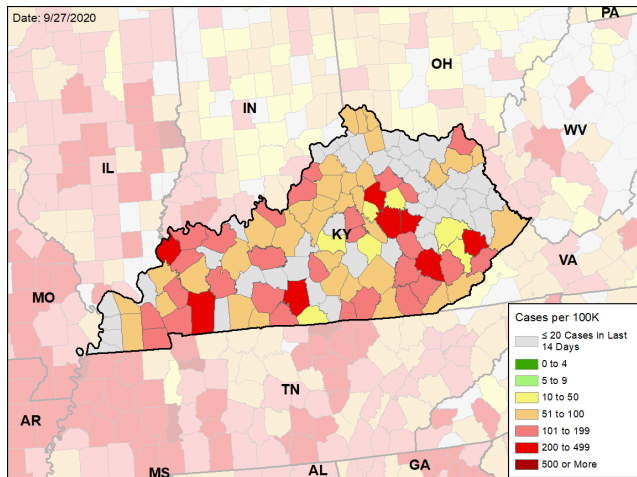 Date: 9/27/2020
PA
OH
IN
WV
IL
KY
VA
MO
TN
AR
MS
AL
GA
Cases per 100K
≤ 20 Cases in Last
14 Days
0 to 4
5 to 9
10 to 50
51 to 100
101 to 199
200 to 499
500 or More